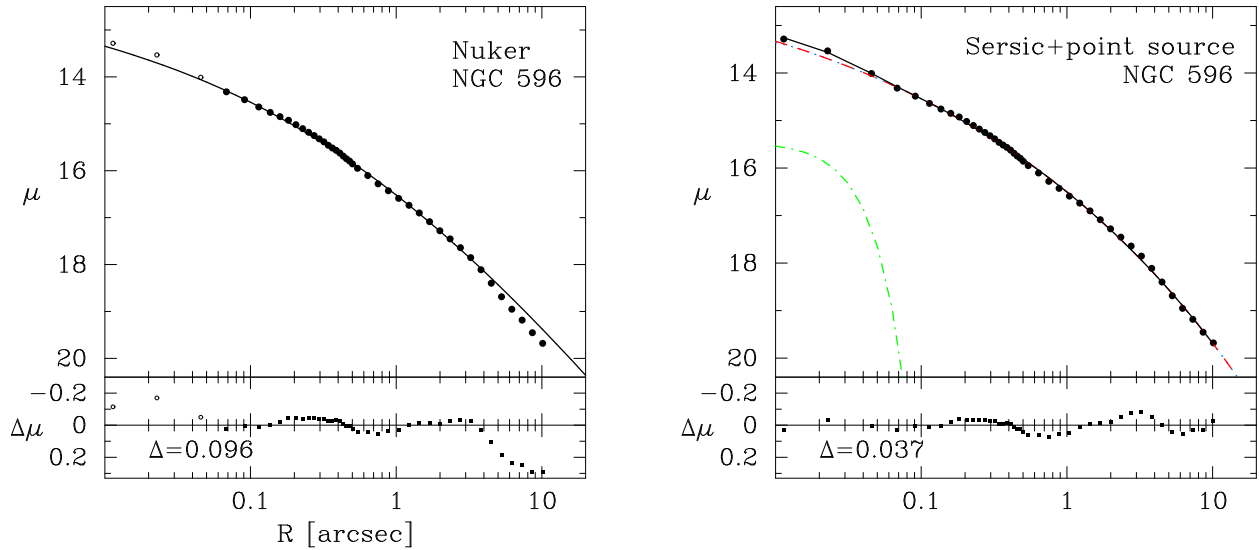 Nuker
NGC 596
14
16
18
20
μ
−0.2
0
0.2
Δμ
Δ=0.096
0.1
1
10
R [arcsec]
Sersic+point source
NGC 596
14
16
18
20
μ
−0.2
0
0.2
Δμ
Δ=0.037
0.1
1
10